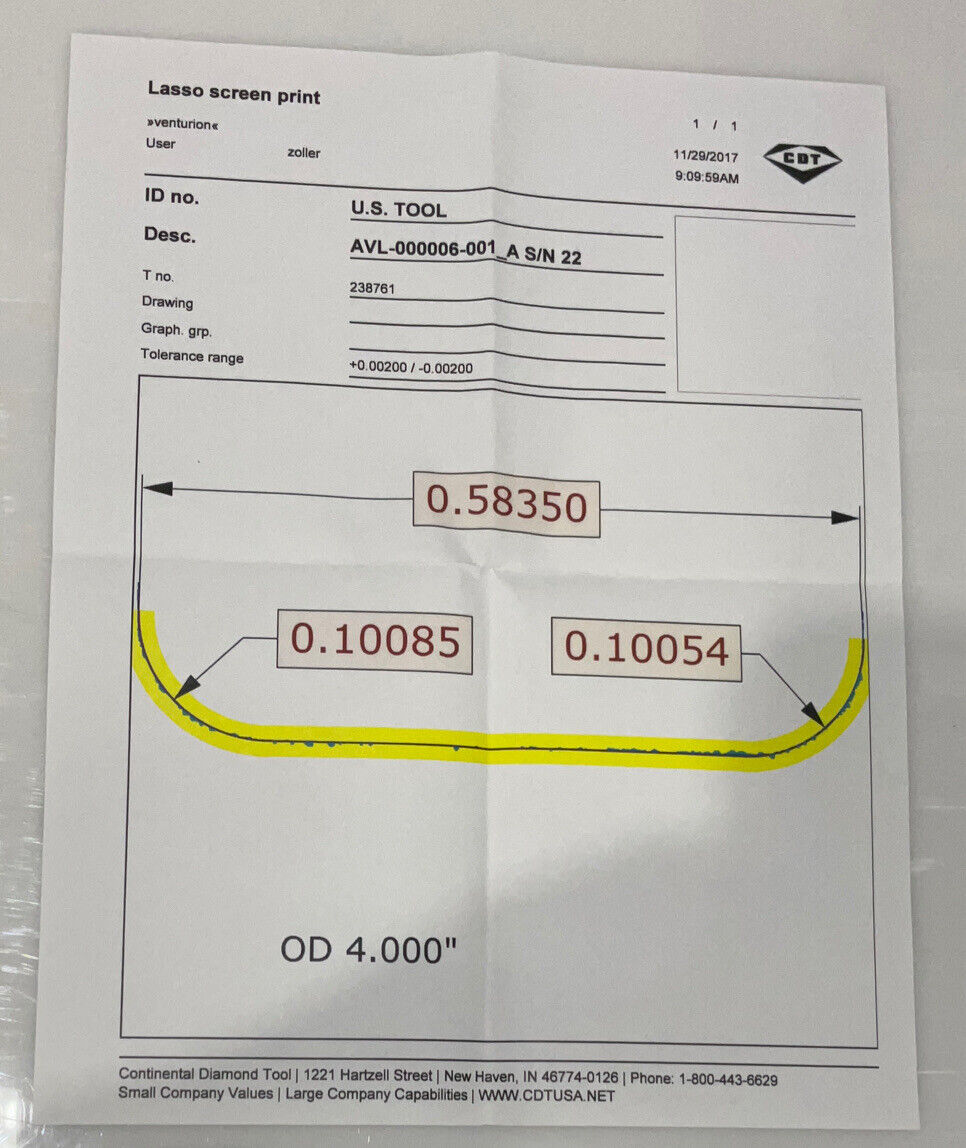 Lasso screen print
»venturion«
1 / 1
User zoller
11/29/2017
9:09:59AM
CDT
ID no. U.S. TOOL
Desc. AVL-000006-001_A S/N 22
T no. 238761
Drawing
Graph. grp.
Tolerance range +0.00200 / -0.00200
0.58350
0.10085 0.10054
OD 4.000"
Continental Diamond Tool | 1221 Hartzell Street | New Haven, IN 46774-0126 | Phone: 1-800-443-6629
Small Company Values | Large Company Capabilities | WWW.CDTUSA.NET